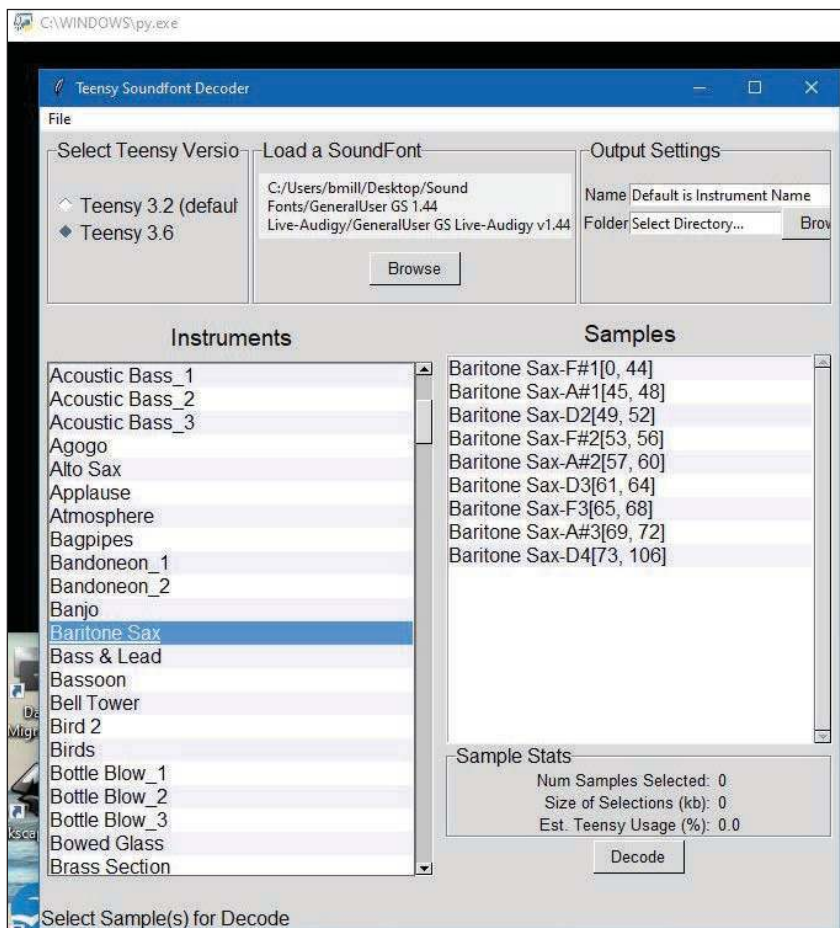 C:\WINDOWS\py.exe
Teensy Soundfont Decoder
File
Select Teensy Versio
Teensy 3.2 (defaul
Teensy 3.6
Load a SoundFont
C:/Users/bmill/Desktop/Sound
Fonts/GeneralUser GS 1.44
Live-Audigy/GeneralUser GS Live-Audigy v1.44
Browse
Output Settings
Name Default is Instrument Name
Folder Select Directory... Brow
Instruments
Acoustic Bass_1
Acoustic Bass_2
Acoustic Bass_3
Agogo
Alto Sax
Applause
Atmosphere
Bagpipes
Bandoneon_1
Bandoneon_2
Banjo
Baritone Sax
Bass & Lead
Bassoon
Bell Tower
Bird 2
Birds
Bottle Blow_1
Bottle Blow_2
Bottle Blow_3
Bowed Glass
Brass Section
Samples
Baritone Sax-F#1[0, 44]
Baritone Sax-A#1[45, 48]
Baritone Sax-D2[49, 52]
Baritone Sax-F#2[53, 56]
Baritone Sax-A#2[57, 60]
Baritone Sax-D3[61, 64]
Baritone Sax-F3[65, 68]
Baritone Sax-A#3[69, 72]
Baritone Sax-D4[73, 106]
Sample Stats
Num Samples Selected: 0
Size of Selections (kb): 0
Est. Teensy Usage (%): 0.0
Decode
Select Sample(s) for Decode